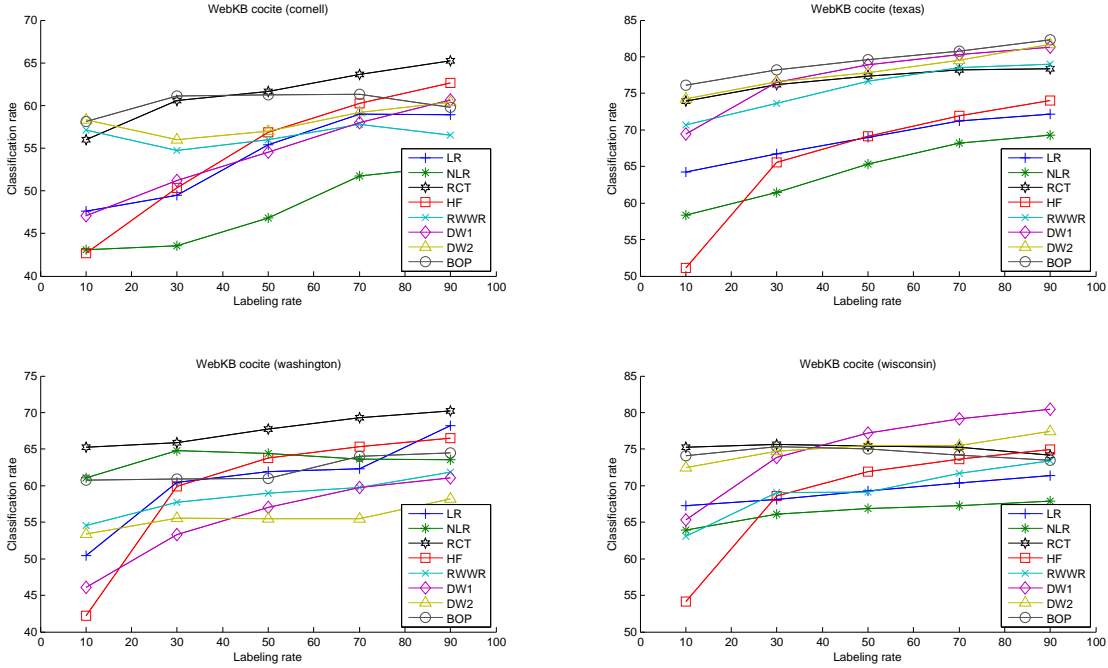 WebKB cocite (cornell)
70
65
60
55
50
45
40
Classification rate
0 10 20 30 40 50 60 70 80 90 100
Labeling rate
LR
NLR
RCT
HF
RWWR
DW1
DW2
BOP
WebKB cocite (texas)
85
80
75
70
65
60
55
50
Classification rate
0 10 20 30 40 50 60 70 80 90 100
Labeling rate
LR
NLR
RCT
HF
RWWR
DW1
DW2
BOP
WebKB cocite (washington)
75
70
65
60
55
50
45
40
Classification rate
0 10 20 30 40 50 60 70 80 90 100
Labeling rate
LR
NLR
RCT
HF
RWWR
DW1
DW2
BOP
WebKB cocite (wisconsin)
85
80
75
70
65
60
55
50
Classification rate
0 10 20 30 40 50 60 70 80 90 100
Labeling rate
LR
NLR
RCT
HF
RWWR
DW1
DW2
BOP